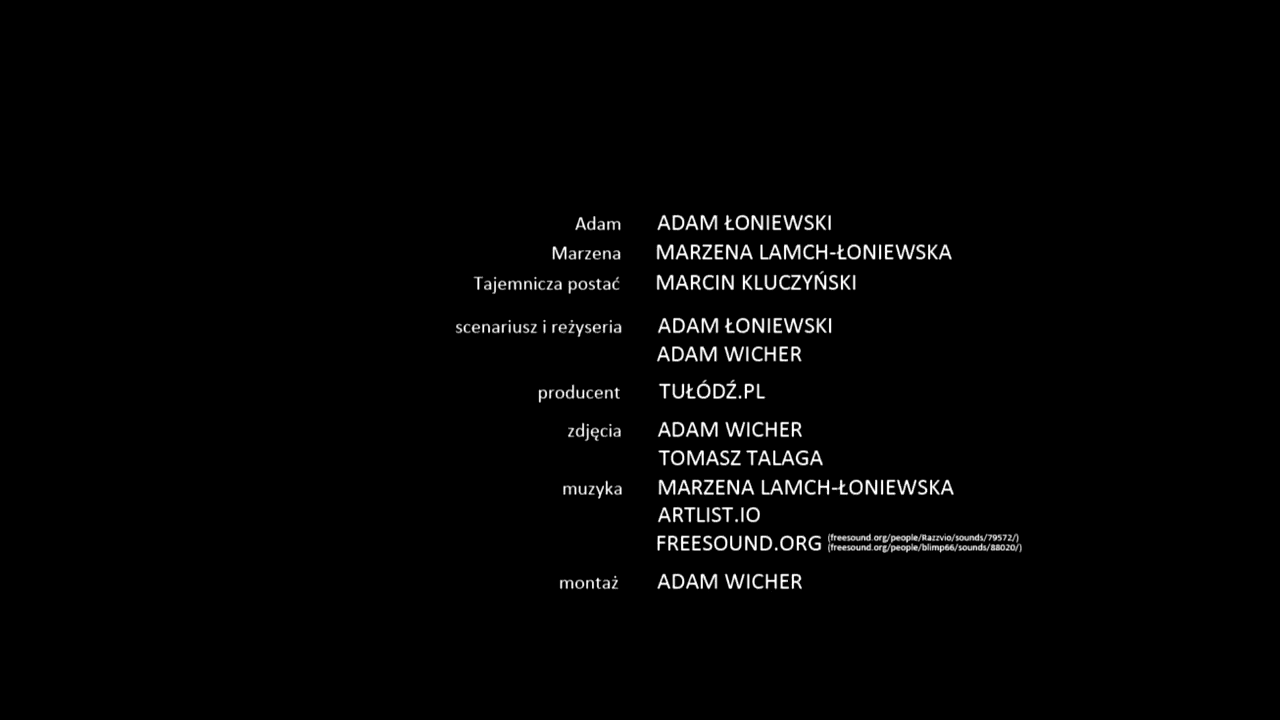 Adam ADAM ŁONIEWSKI
Marzena MARZENA LAMCH-ŁONIEWSKA
Tajemnicza postać MARCIN KLUCZYŃSKI
scenariusz i reżyseria ADAM ŁONIEWSKI
ADAM WICHER
producent TUŁÓDŹ.PL
zdjęcia ADAM WICHER
TOMASZ TALAGA
muzyka MARZENA LAMCH-ŁONIEWSKA
ARTLIST.IO
FREESOUND.ORG (freesound.org/people/Razzvio/sounds/79572/)
(freesound.org/people/blimp66/sounds/88020/)
montaż ADAM WICHER